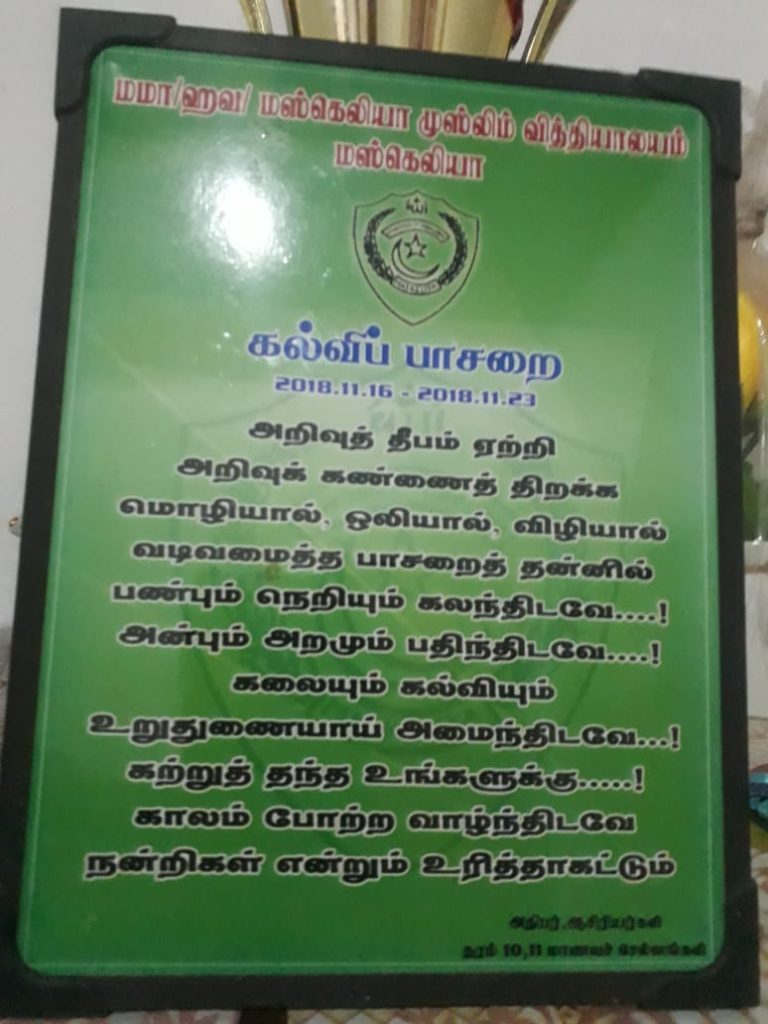 மமா/ஹவ/ மஸ்கெலியா முஸ்லிம் வித்தியாலயம்
மஸ்கெலியா
கல்விப் பாசறை
2018.11.16 - 2018.11.23
அறிவுத் தீபம் ஏற்றி
அறிவுக் கண்ணைத் திறக்க
மொழியால், ஒலியால், விழியால்
வடிவமைத்த பாசறைத் தன்னில்
பண்பும் நெறியும் கலந்திடவே....!
அன்பும் அறமும் பதிந்திடவே....!
கலையும் கல்வியும்
உறுதுணையாய் அமைந்திடவே...!
கற்றுத் தந்த உங்களுக்கு.....!
காலம் போற்ற வாழ்ந்திடவே
நன்றிகள் என்றும் உரித்தாகட்டும்
அதிபர்,ஆசிரியர்கள்
தரம் 10,11 மாணவர் செல்வங்கள்